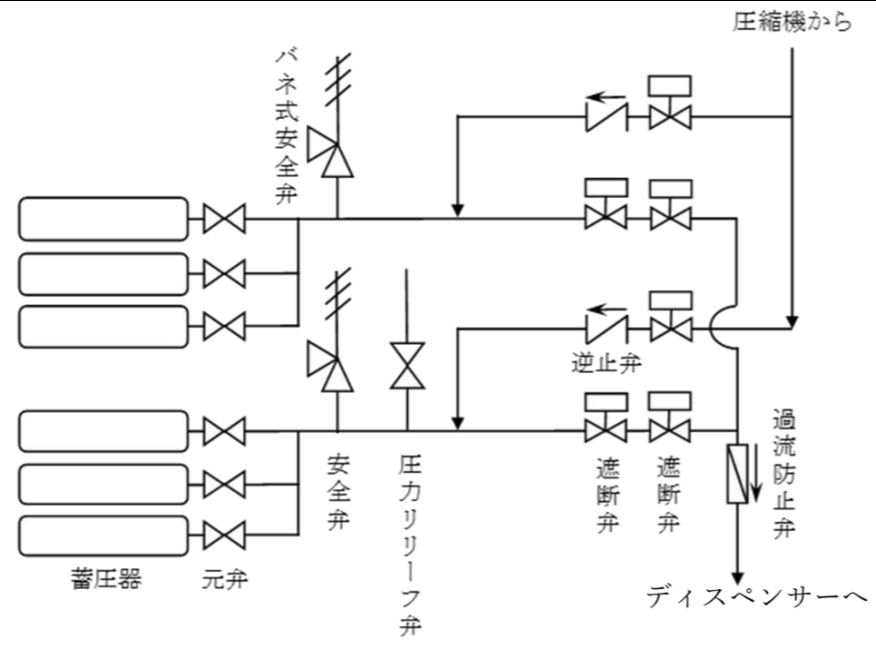 圧縮機から
バネ式安全弁
逆止弁
過流防止弁
安全弁
圧力リリーフ弁
遮断弁
遮断弁
蓄圧器
元弁
ディスペンサーへ